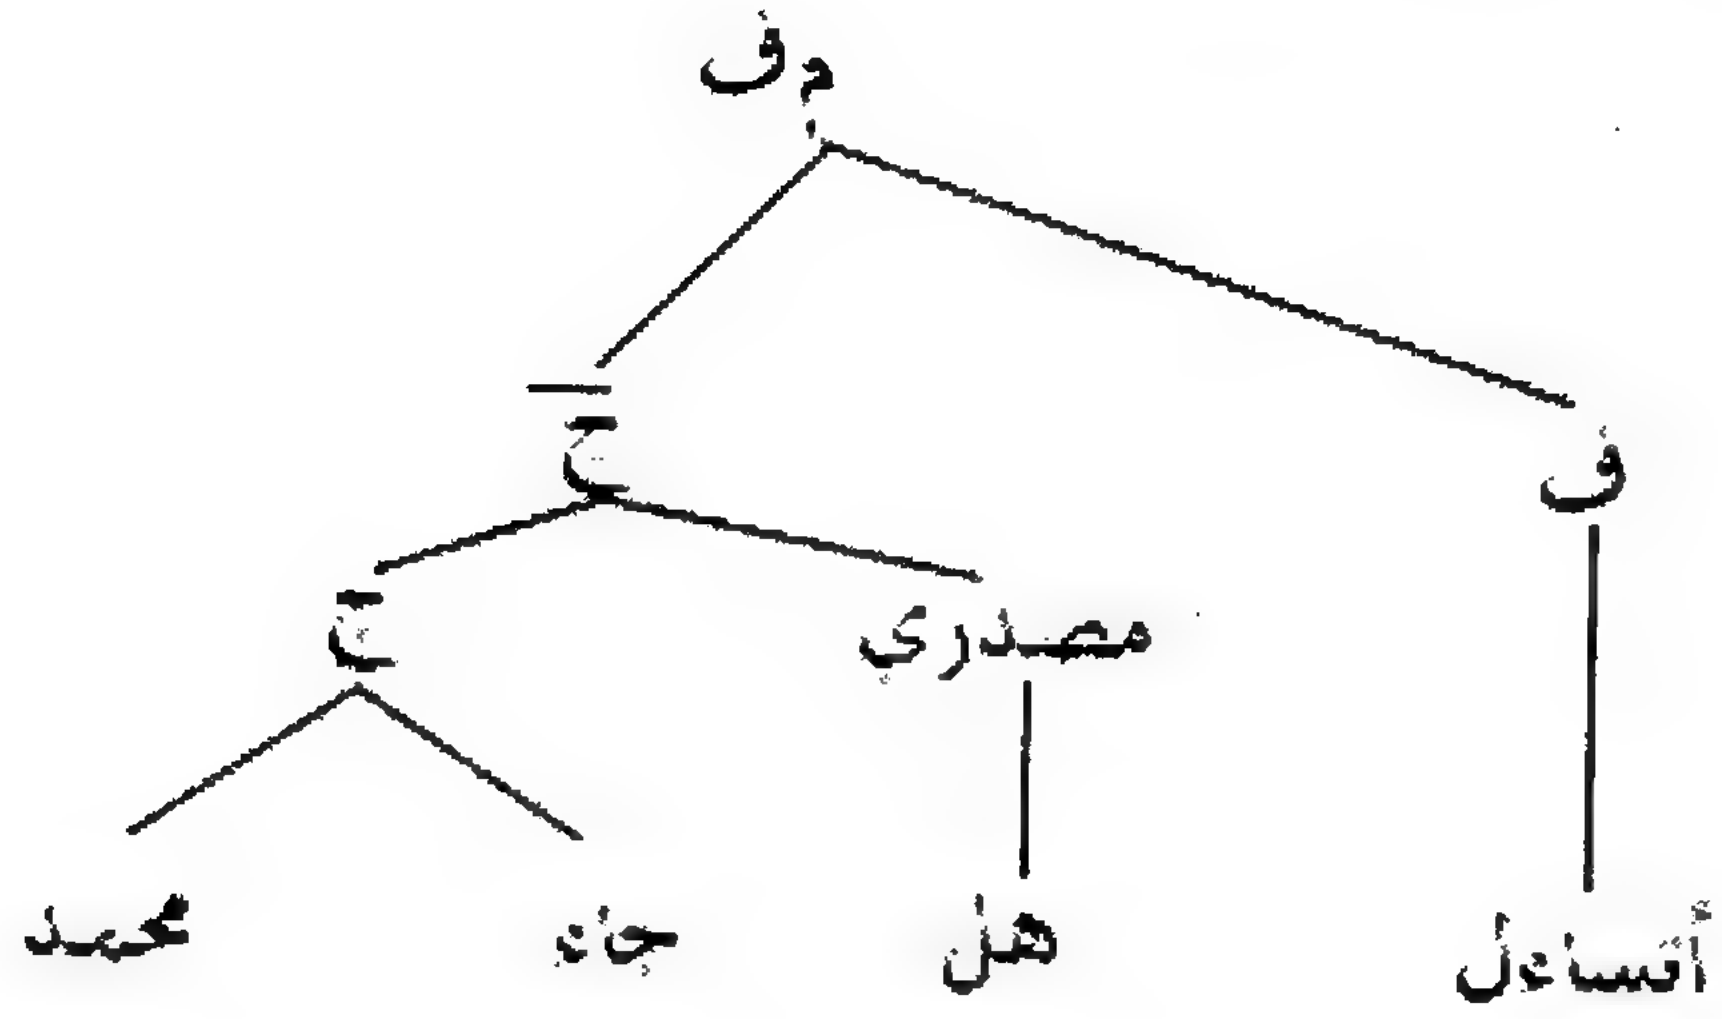 م ف
ف
جَ
مصدري
جَ
أتساءل هل جاء محمد